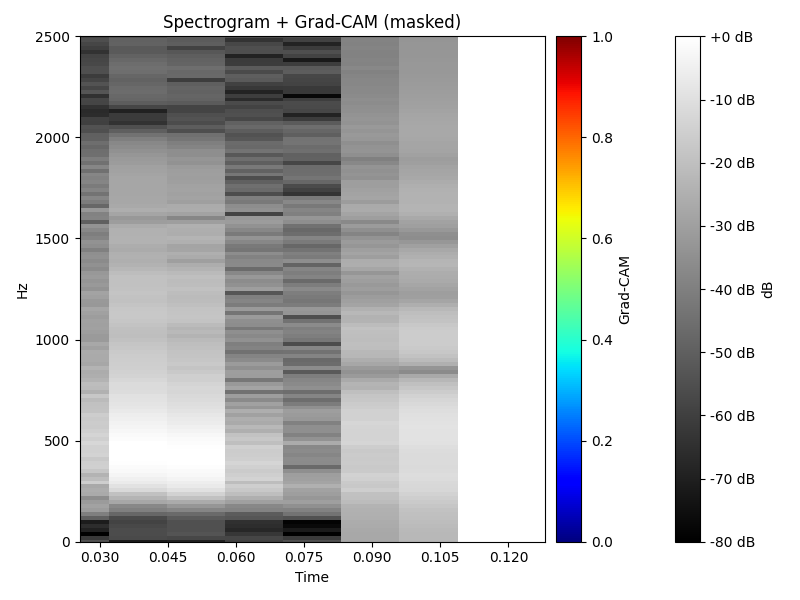 Spectrogram + Grad-CAM (masked)
2500
2000
1500
1000
500
0
Hz
0.030
0.045
0.060
0.075
0.090
0.105
0.120
Time
1.0
0.8
0.6
0.4
0.2
0.0
Grad-CAM
+0 dB
-10 dB
-20 dB
-30 dB
-40 dB
-50 dB
-60 dB
-70 dB
-80 dB
dB